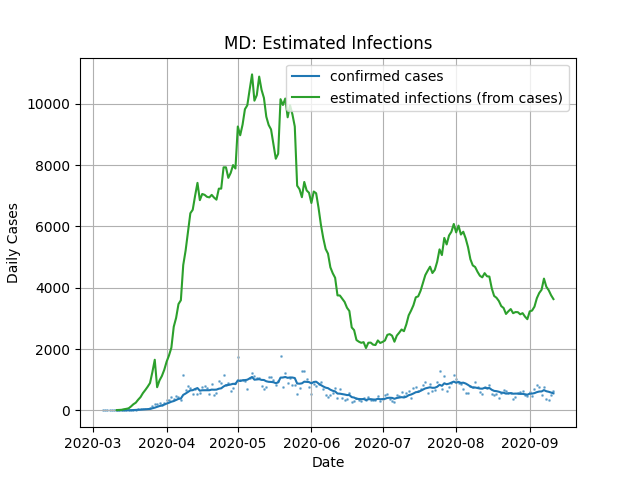 MD: Estimated Infections
confirmed cases
estimated infections (from cases)
10000
8000
6000
4000
2000
0
Daily Cases
2020-03
2020-04
2020-05
2020-06
2020-07
2020-08
2020-09
Date